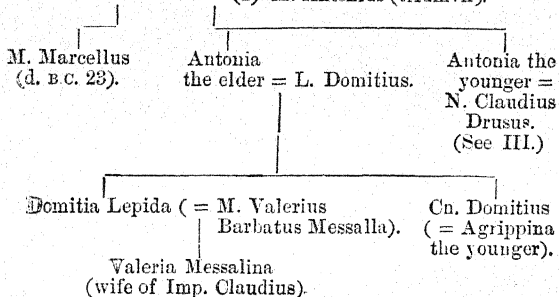 M. Marcellus
(d. B.C. 23).
Antonia
the elder = L. Domitius.
Antonia the
younger =
N. Claudius
Drusus.
(See III.)
Domitia Lepida ( = M. Valerius
Barbatus Messalla).
Cn. Domitius
( = Agrippina
the younger).
Valeria Messalina
(wife of Imp. Claudius).